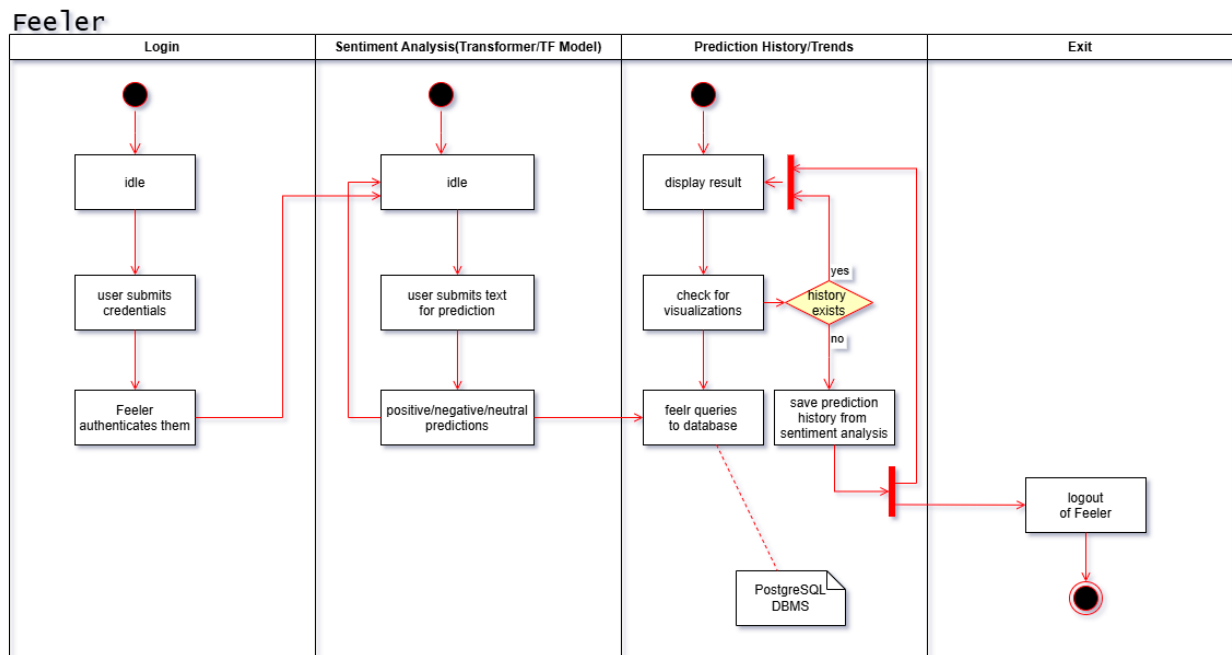 Feeler
Login
Sentiment Analysis(Transformer/TF Model)
Prediction History/Trends
Exit
idle
user submits
credentials
Feeler
authenticates them
idle
user submits text
for prediction
positive/negative/neutral
predictions
display result
check for
visualizations
history
exists
yes
no
feelr queries
to database
save prediction
history from
sentiment analysis
PostgreSQL
DBMS
logout
of Feeler